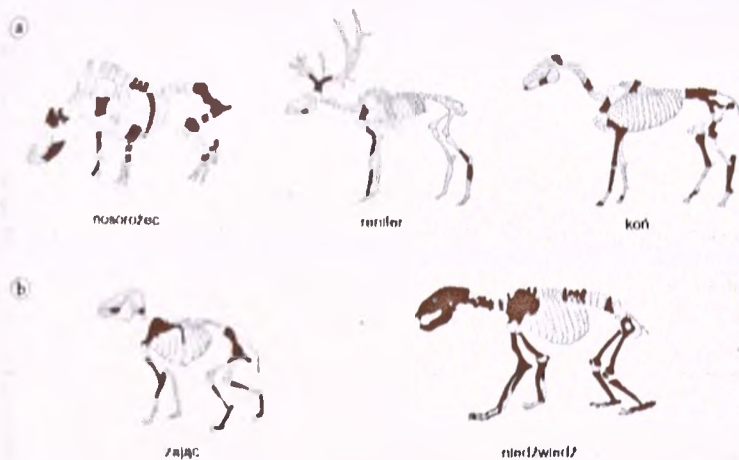 a
nosorożec
renifer
koń
b
zając
niedźwiedź